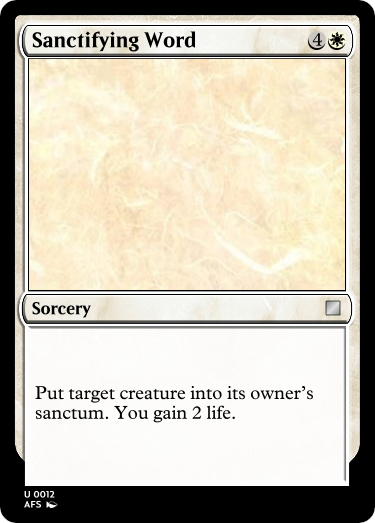 Sanctifying Word 4
Sorcery
Put target creature into its owner's
sanctum. You gain 2 life.
U 0012
AFS